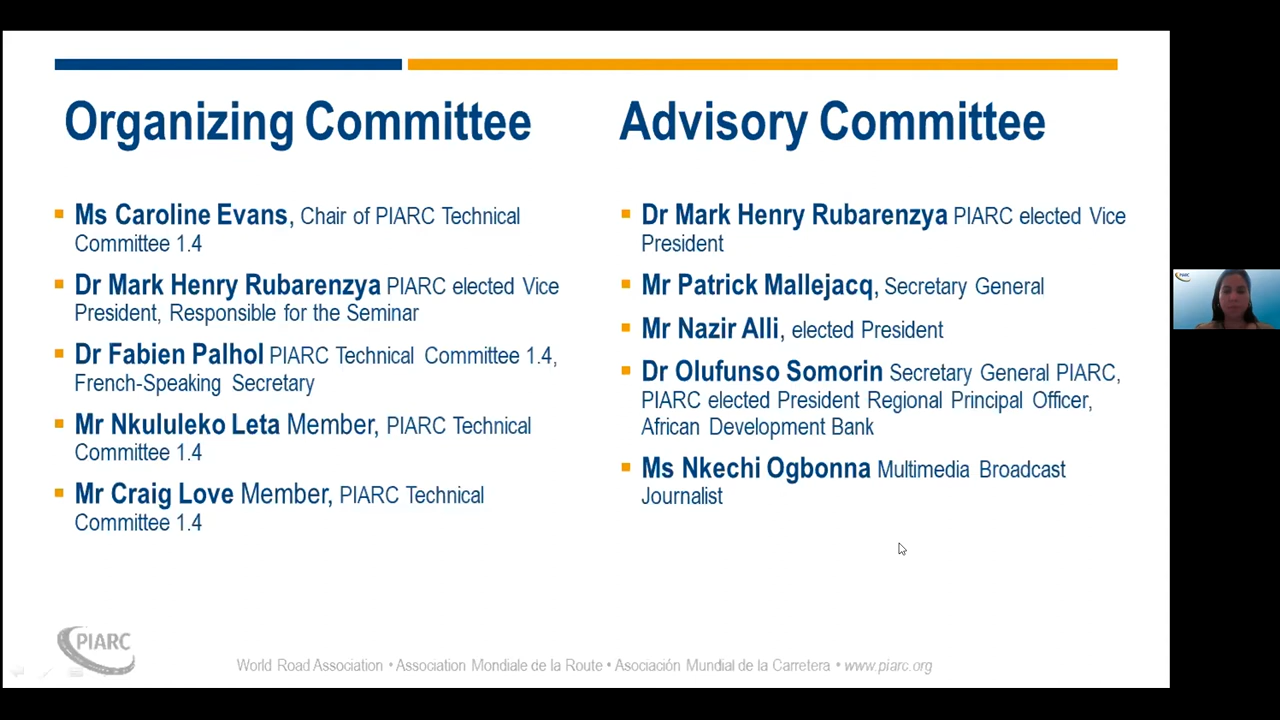 Organizing Committee
Ms Caroline Evans, Chair of PIARC Technical
Committee 1.4
Dr Mark Henry Rubarenzya PIARC elected Vice
President, Responsible for the Seminar
Dr Fabien Palhol PIARC Technical Committee 1.4,
French-Speaking Secretary
Mr Nkululeko Leta Member, PIARC Technical
Committee 1.4
Mr Craig Love Member, PIARC Technical
Committee 1.4
Advisory Committee
Dr Mark Henry Rubarenzya PIARC elected Vice
President
Mr Patrick Mallejacq, Secretary General
Mr Nazir Alli, elected President
Dr Olufunso Somorin Secretary General PIARC,
PIARC elected President Regional Principal Officer,
African Development Bank
Ms Nkechi Ogbonna Multimedia Broadcast
Journalist
PIARC
World Road Association • Association Mondiale de la Route • Asociación Mundial de la Carretera • www.piarc.org
PIARC